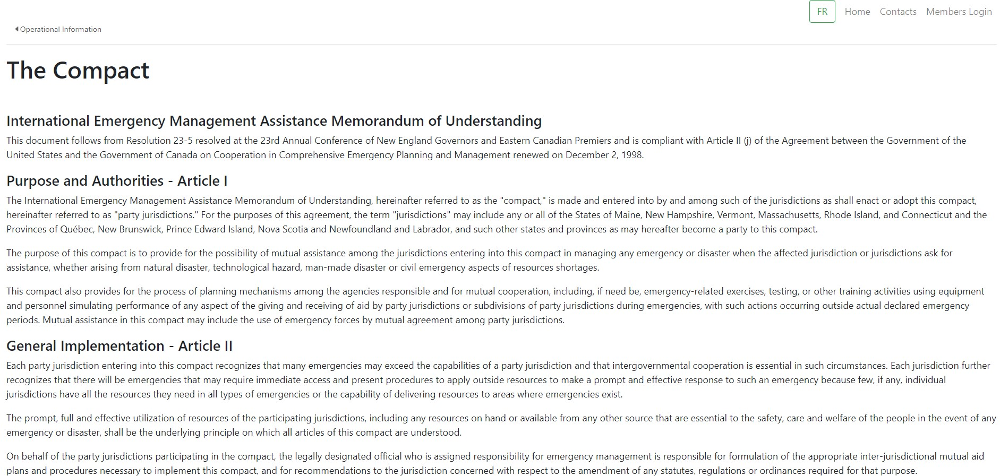 FR Home Contacts Members Login
Operational Information
The Compact
International Emergency Management Assistance Memorandum of Understanding
This document follows from Resolution 23-5 resolved at the 23rd Annual Conference of New England Governors and Eastern Canadian Premiers and is compliant with Article II (j) of the Agreement between the Government of the
United States and the Government of Canada on Cooperation in Comprehensive Emergency Planning and Management renewed on December 2, 1998.
Purpose and Authorities - Article I
The International Emergency Management Assistance Memorandum of Understanding, hereinafter referred to as the "compact," is made and entered into by and among such of the jurisdictions as shall enact or adopt this compact,
hereinafter referred to as "party jurisdictions." For the purposes of this agreement, the term "jurisdictions" may include any or all of the States of Maine, New Hampshire, Vermont, Massachusetts, Rhode Island, and Connecticut and the
Provinces of Québec, New Brunswick, Prince Edward Island, Nova Scotia and Newfoundland and Labrador, and such other states and provinces as may hereafter become a party to this compact.
The purpose of this compact is to provide for the possibility of mutual assistance among the jurisdictions entering into this compact in managing any emergency or disaster when the affected jurisdiction or jurisdictions ask for
assistance, whether arising from natural disaster, technological hazard, man-made disaster or civil emergency aspects of resources shortages.
This compact also provides for the process of planning mechanisms among the agencies responsible and for mutual cooperation, including, if need be, emergency-related exercises, testing, or other training activities using equipment
and personnel simulating performance of any aspect of the giving and receiving of aid by party jurisdictions or subdivisions of party jurisdictions during emergencies, with such actions occurring outside actual declared emergency
periods. Mutual assistance in this compact may include the use of emergency forces by mutual agreement among party jurisdictions.
General Implementation - Article II
Each party jurisdiction entering into this compact recognizes that many emergencies may exceed the capabilities of a party jurisdiction and that intergovernmental cooperation is essential in such circumstances. Each jurisdiction further
recognizes that there will be emergencies that may require immediate access and present procedures to apply outside resources to make a prompt and effective response to such an emergency because few, if any, individual
jurisdictions have all the resources they need in all types of emergencies or the capability of delivering resources to areas where emergencies exist.
The prompt, full and effective utilization of resources of the participating jurisdictions, including any resources on hand or available from any other source that are essential to the safety, care and welfare of the people in the event of any
emergency or disaster, shall be the underlying principle on which all articles of this compact are understood.
On behalf of the party jurisdictions participating in the compact, the legally designated official who is assigned responsibility for emergency management is responsible for formulation of the appropriate inter-jurisdictional mutual aid
plans and procedures necessary to implement this compact, and for recommendations to the jurisdiction concerned with respect to the amendment of any statutes, regulations or ordinances required for that purpose.